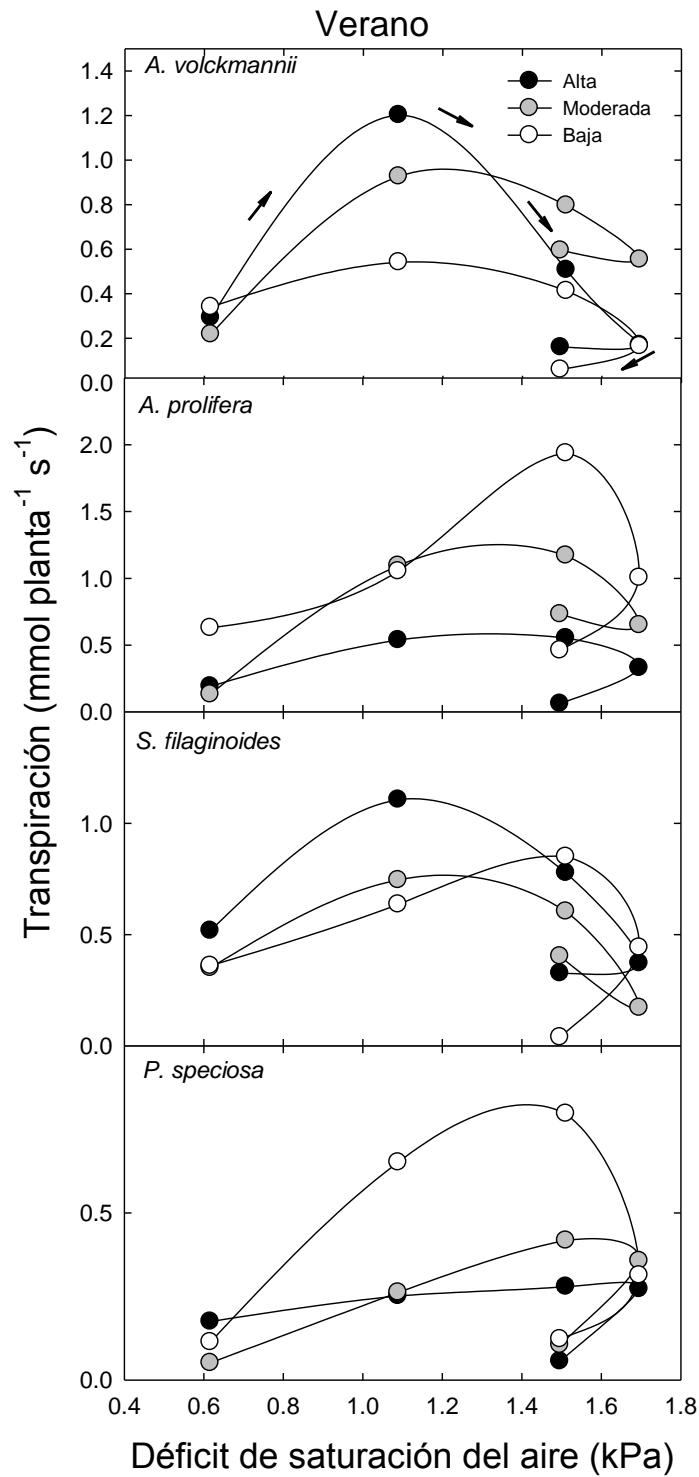 Verano
A. volckmannii
Alta
Moderada
Baja
1.4
1.2
1.0
0.8
0.6
0.4
0.2
0.0
A. prolifera
2.0
1.5
1.0
0.5
0.0
S. filaginoides
1.0
0.5
0.0
P. speciosa
0.5
0.0
0.4 0.6 0.8 1.0 1.2 1.4 1.6 1.8
Transpiración (mmol planta⁻¹ s⁻¹)
Déficit de saturación del aire (kPa)